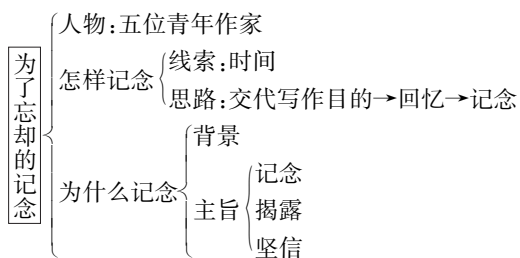 为了忘却的记念
人物:五位青年作家
怎样记念
线索:时间
思路:交代写作目的→回忆→记念
为什么记念
背景
主旨
记念
揭露
坚信